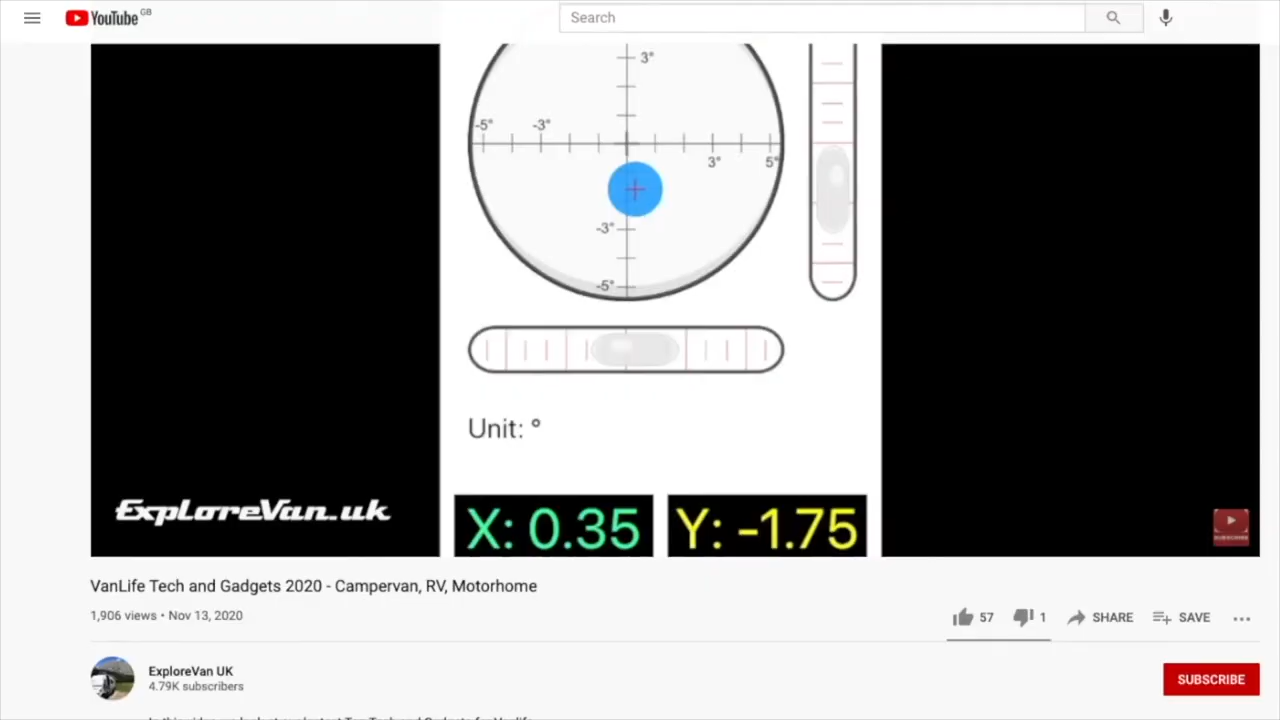 YouTube GB
Search
3°
-5° -3°
3° 5°
-3°
-5°
Unit: °
ExploreVan.uk
X: 0.35 Y: -1.75
SUBSCRIBE
VanLife Tech and Gadgets 2020 - Campervan, RV, Motorhome
1,906 views • Nov 13, 2020
57 1 SHARE SAVE
ExploreVan UK
4.79K subscribers
SUBSCRIBE